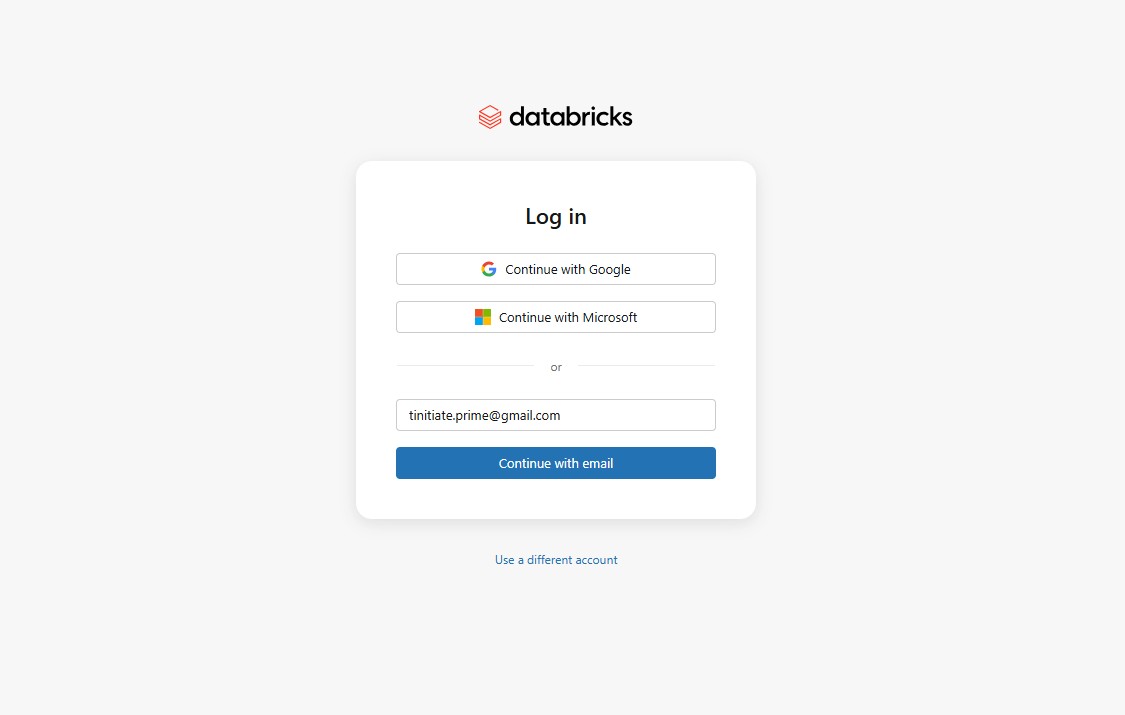 databricks
Log in
Continue with Google
Continue with Microsoft
or
tinitiate.prime@gmail.com
Continue with email
Use a different account